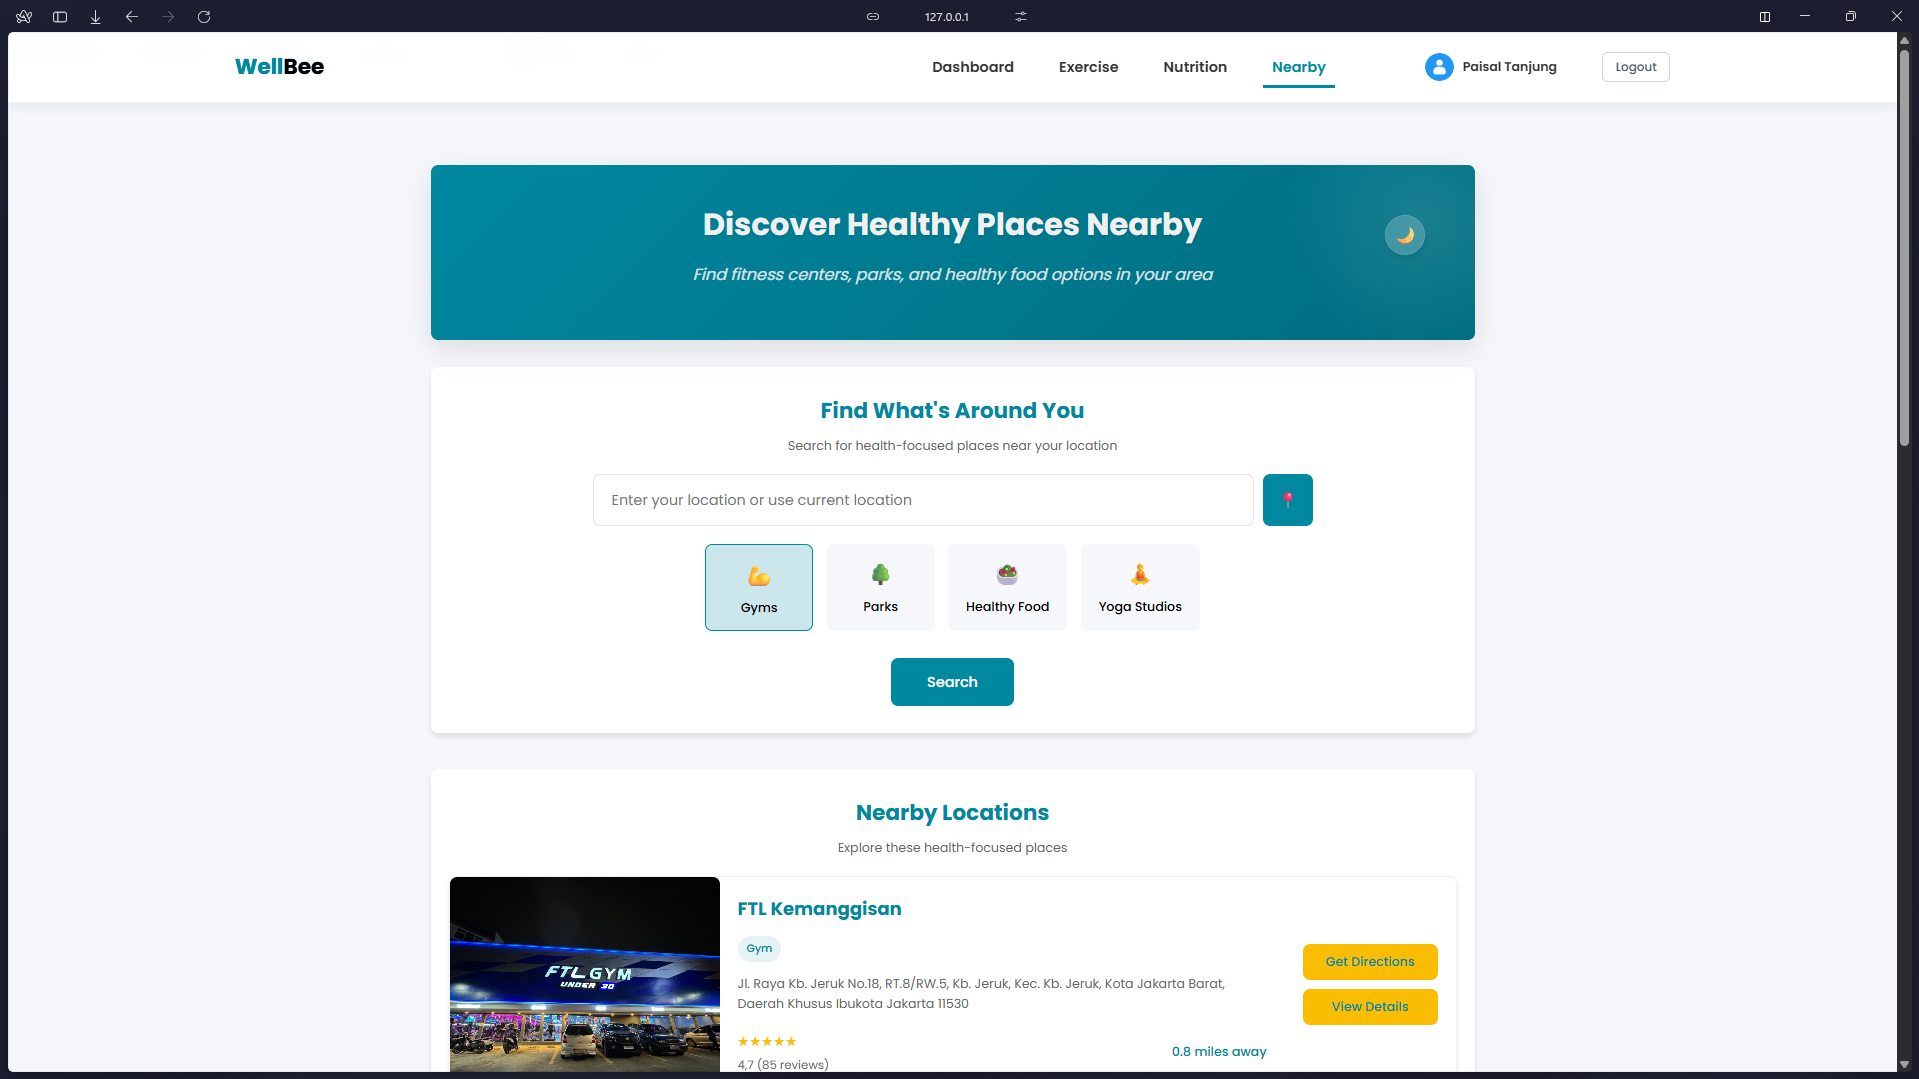 127.0.0.1
WellBee
Dashboard
Exercise
Nutrition
Nearby
Paisal Tanjung
Logout
Discover Healthy Places Nearby
Find fitness centers, parks, and healthy food options in your area
Find What's Around You
Search for health-focused places near your location
Enter your location or use current location
Gyms
Parks
Healthy Food
Yoga Studios
Search
Nearby Locations
Explore these health-focused places
FTL GYM
UNDER 30
FTL Kemanggisan
Gym
Jl. Raya Kb. Jeruk No.18, RT.8/RW.5, Kb. Jeruk, Kec. Kb. Jeruk, Kota Jakarta Barat,
Daerah Khusus Ibukota Jakarta 11530
★★★★★
4,7 (85 reviews)
0.8 miles away
Get Directions
View Details